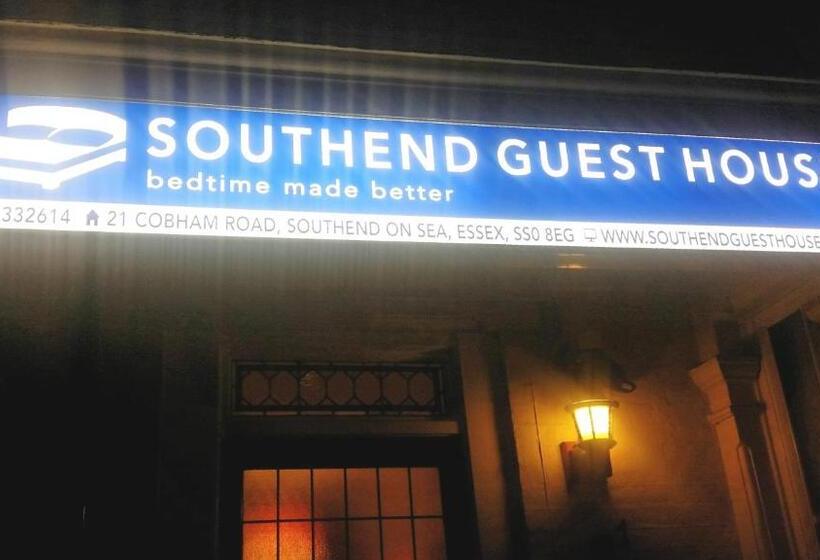 SOUTHEND GUEST HOUS
bedtime made better
332614 21 COBHAM ROAD, SOUTHEND ON SEA, ESSEX, SS0 8EG WWW.SOUTHENDGUESTHOUSE